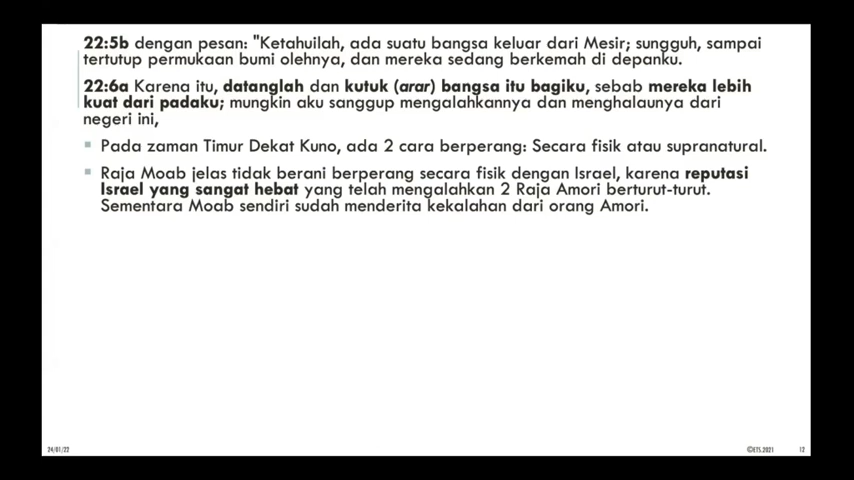 22:5b dengan pesan: "Ketahuilah, ada suatu bangsa keluar dari Mesir; sungguh, sampai
tertutup permukaan bumi olehnya, dan mereka sedang berkemah di depanku.
22:6a Karena itu, datanglah dan kutuk (arar) bangsa itu bagiku, sebab mereka lebih
kuat dari padaku; mungkin aku sanggup mengalahkannya dan menghalaunya dari
negeri ini,
▪ Pada zaman Timur Dekat Kuno, ada 2 cara berperang: Secara fisik atau supranatural.
▪ Raja Moab jelas tidak berani berperang secara fisik dengan Israel, karena reputasi
Israel yang sangat hebat yang telah mengalahkan 2 Raja Amori berturut-turut.
Sementara Moab sendiri sudah menderita kekalahan dari orang Amori.
24/01/22
©ETS.2021
12